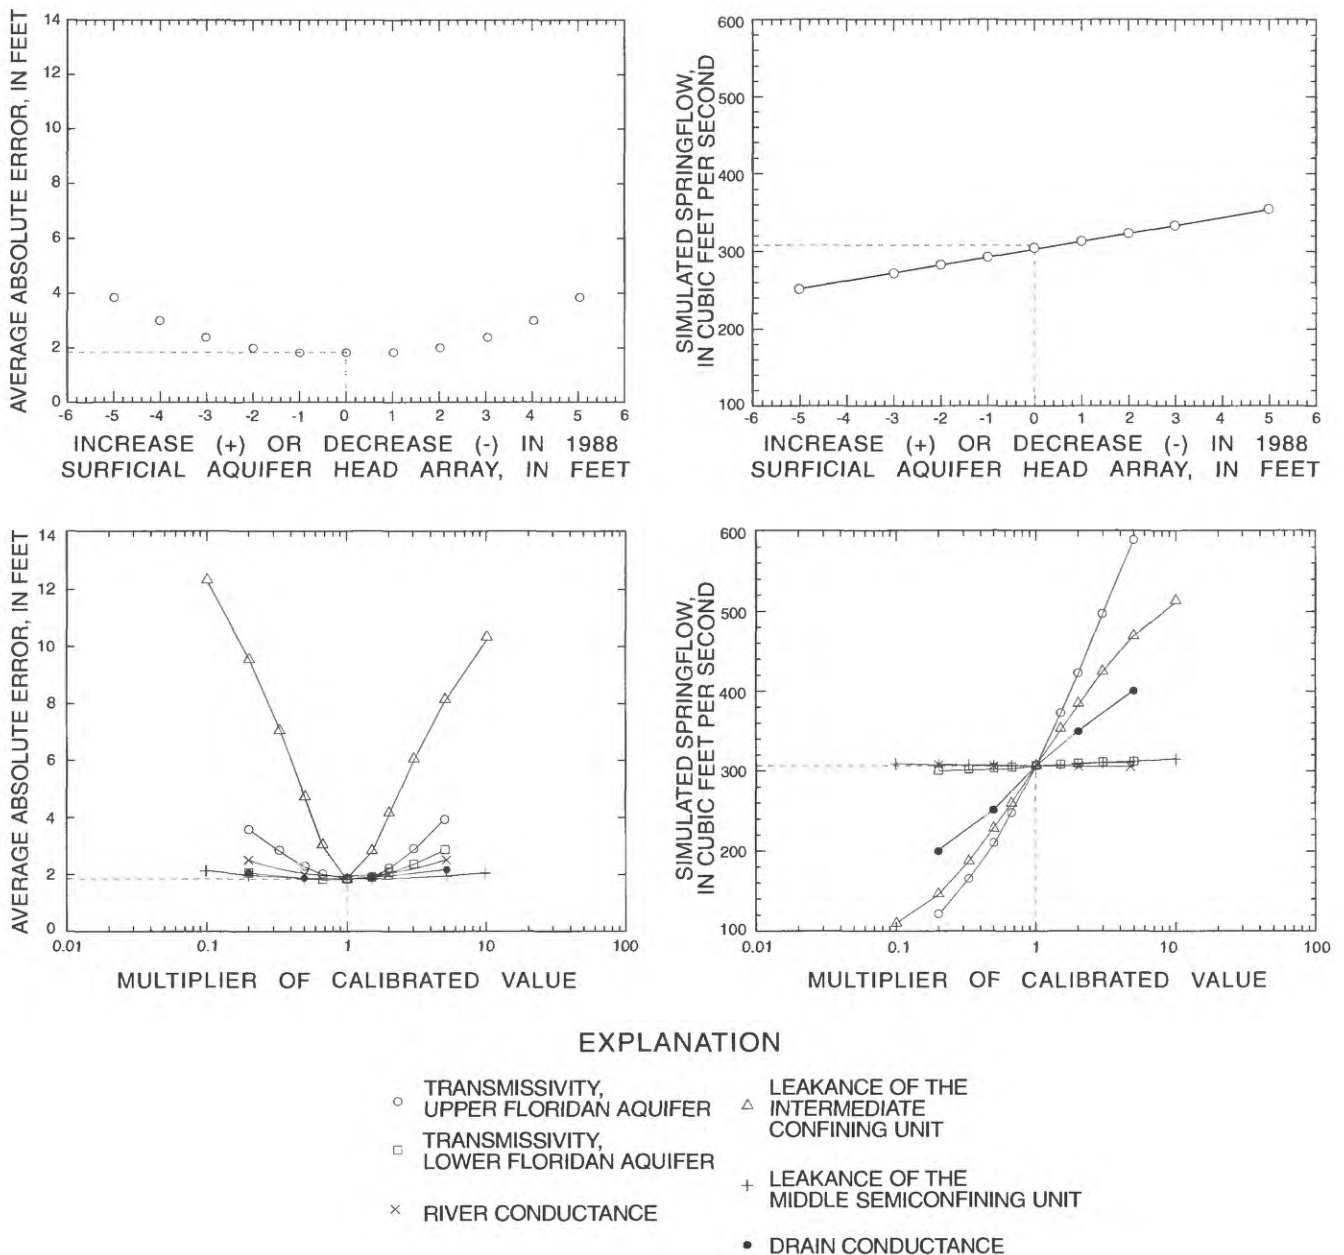 AVERAGE ABSOLUTE ERROR, IN FEET
14
12
10
8
6
4
2
0
-6 -5 -4 -3 -2 -1 0 1 2 3 4 5 6
INCREASE (+) OR DECREASE (-) IN 1988
SURFICIAL AQUIFER HEAD ARRAY, IN FEET
SIMULATED SPRINGFLOW,
IN CUBIC FEET PER SECOND
600
500
400
300
200
100
-6 -5 -4 -3 -2 -1 0 1 2 3 4 5 6
INCREASE (+) OR DECREASE (-) IN 1988
SURFICIAL AQUIFER HEAD ARRAY, IN FEET
AVERAGE ABSOLUTE ERROR, IN FEET
14
12
10
8
6
4
2
0
0.01 0.1 1 10 100
MULTIPLIER OF CALIBRATED VALUE
SIMULATED SPRINGFLOW,
IN CUBIC FEET PER SECOND
600
500
400
300
200
100
0.01 0.1 1 10 100
MULTIPLIER OF CALIBRATED VALUE
EXPLANATION
TRANSMISSIVITY,
UPPER FLORIDAN AQUIFER
TRANSMISSIVITY,
LOWER FLORIDAN AQUIFER
RIVER CONDUCTANCE
LEAKANCE OF THE
INTERMEDIATE
CONFINING UNIT
LEAKANCE OF THE
MIDDLE SEMICONFINING UNIT
DRAIN CONDUCTANCE